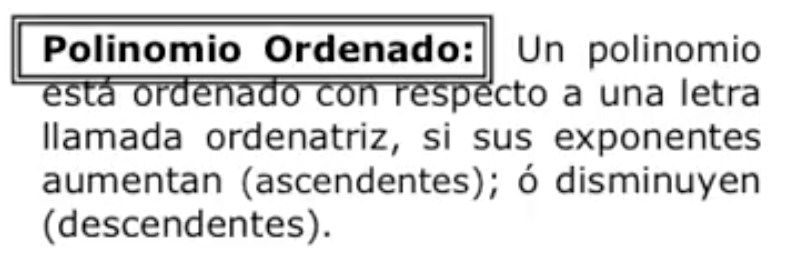 Polinomio Ordenado: Un polinomio
está ordenado con respecto a una letra
llamada ordenatriz, si sus exponentes
aumentan (ascendentes); ó disminuyen
(descendentes).